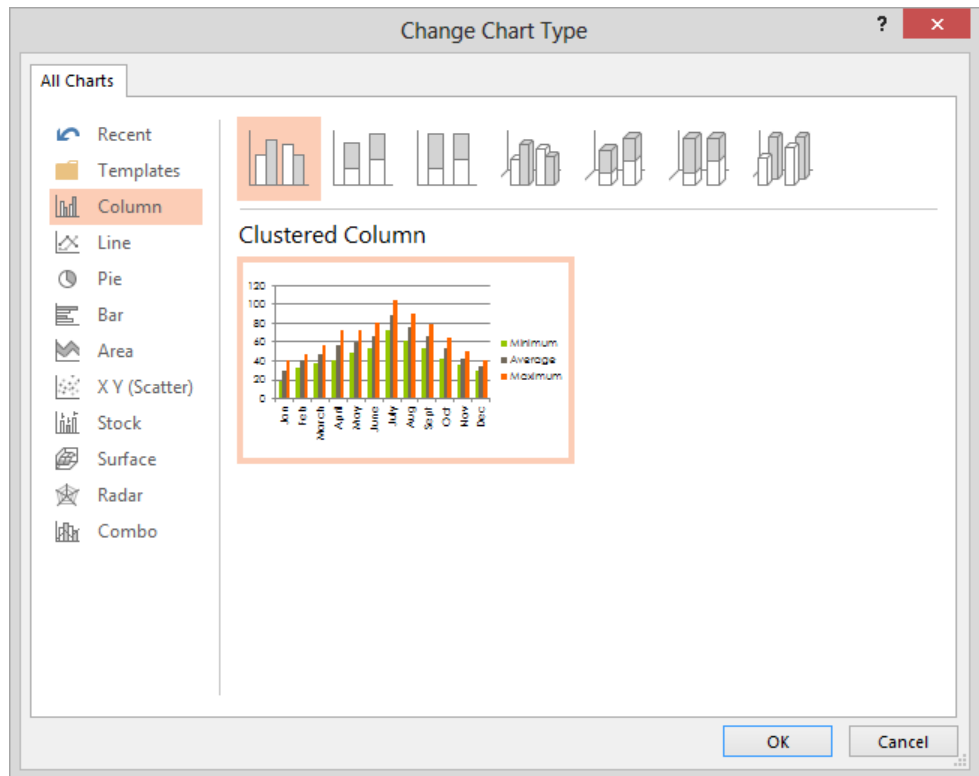 Change Chart Type
?
All Charts
Recent
Templates
Column
Line
Pie
Bar
Area
X Y (Scatter)
Stock
Surface
Radar
Combo
Clustered Column
120
100
80
60
40
20
0
Jan
Feb
March
April
May
June
July
Aug
Sept
Oct
Nov
Dec
Minimum
Average
Maximum
OK
Cancel